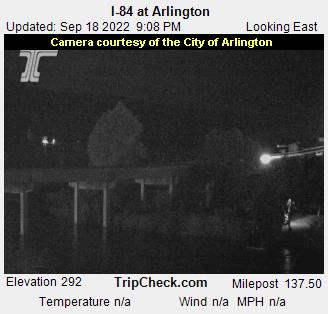 I-84 at Arlington
Updated: Sep 18 2022 9:08 PM Looking East
Camera courtesy of the City of Arlington
Elevation 292 TripCheck.com Milepost 137.50
Temperature n/a Wind n/a MPH n/a